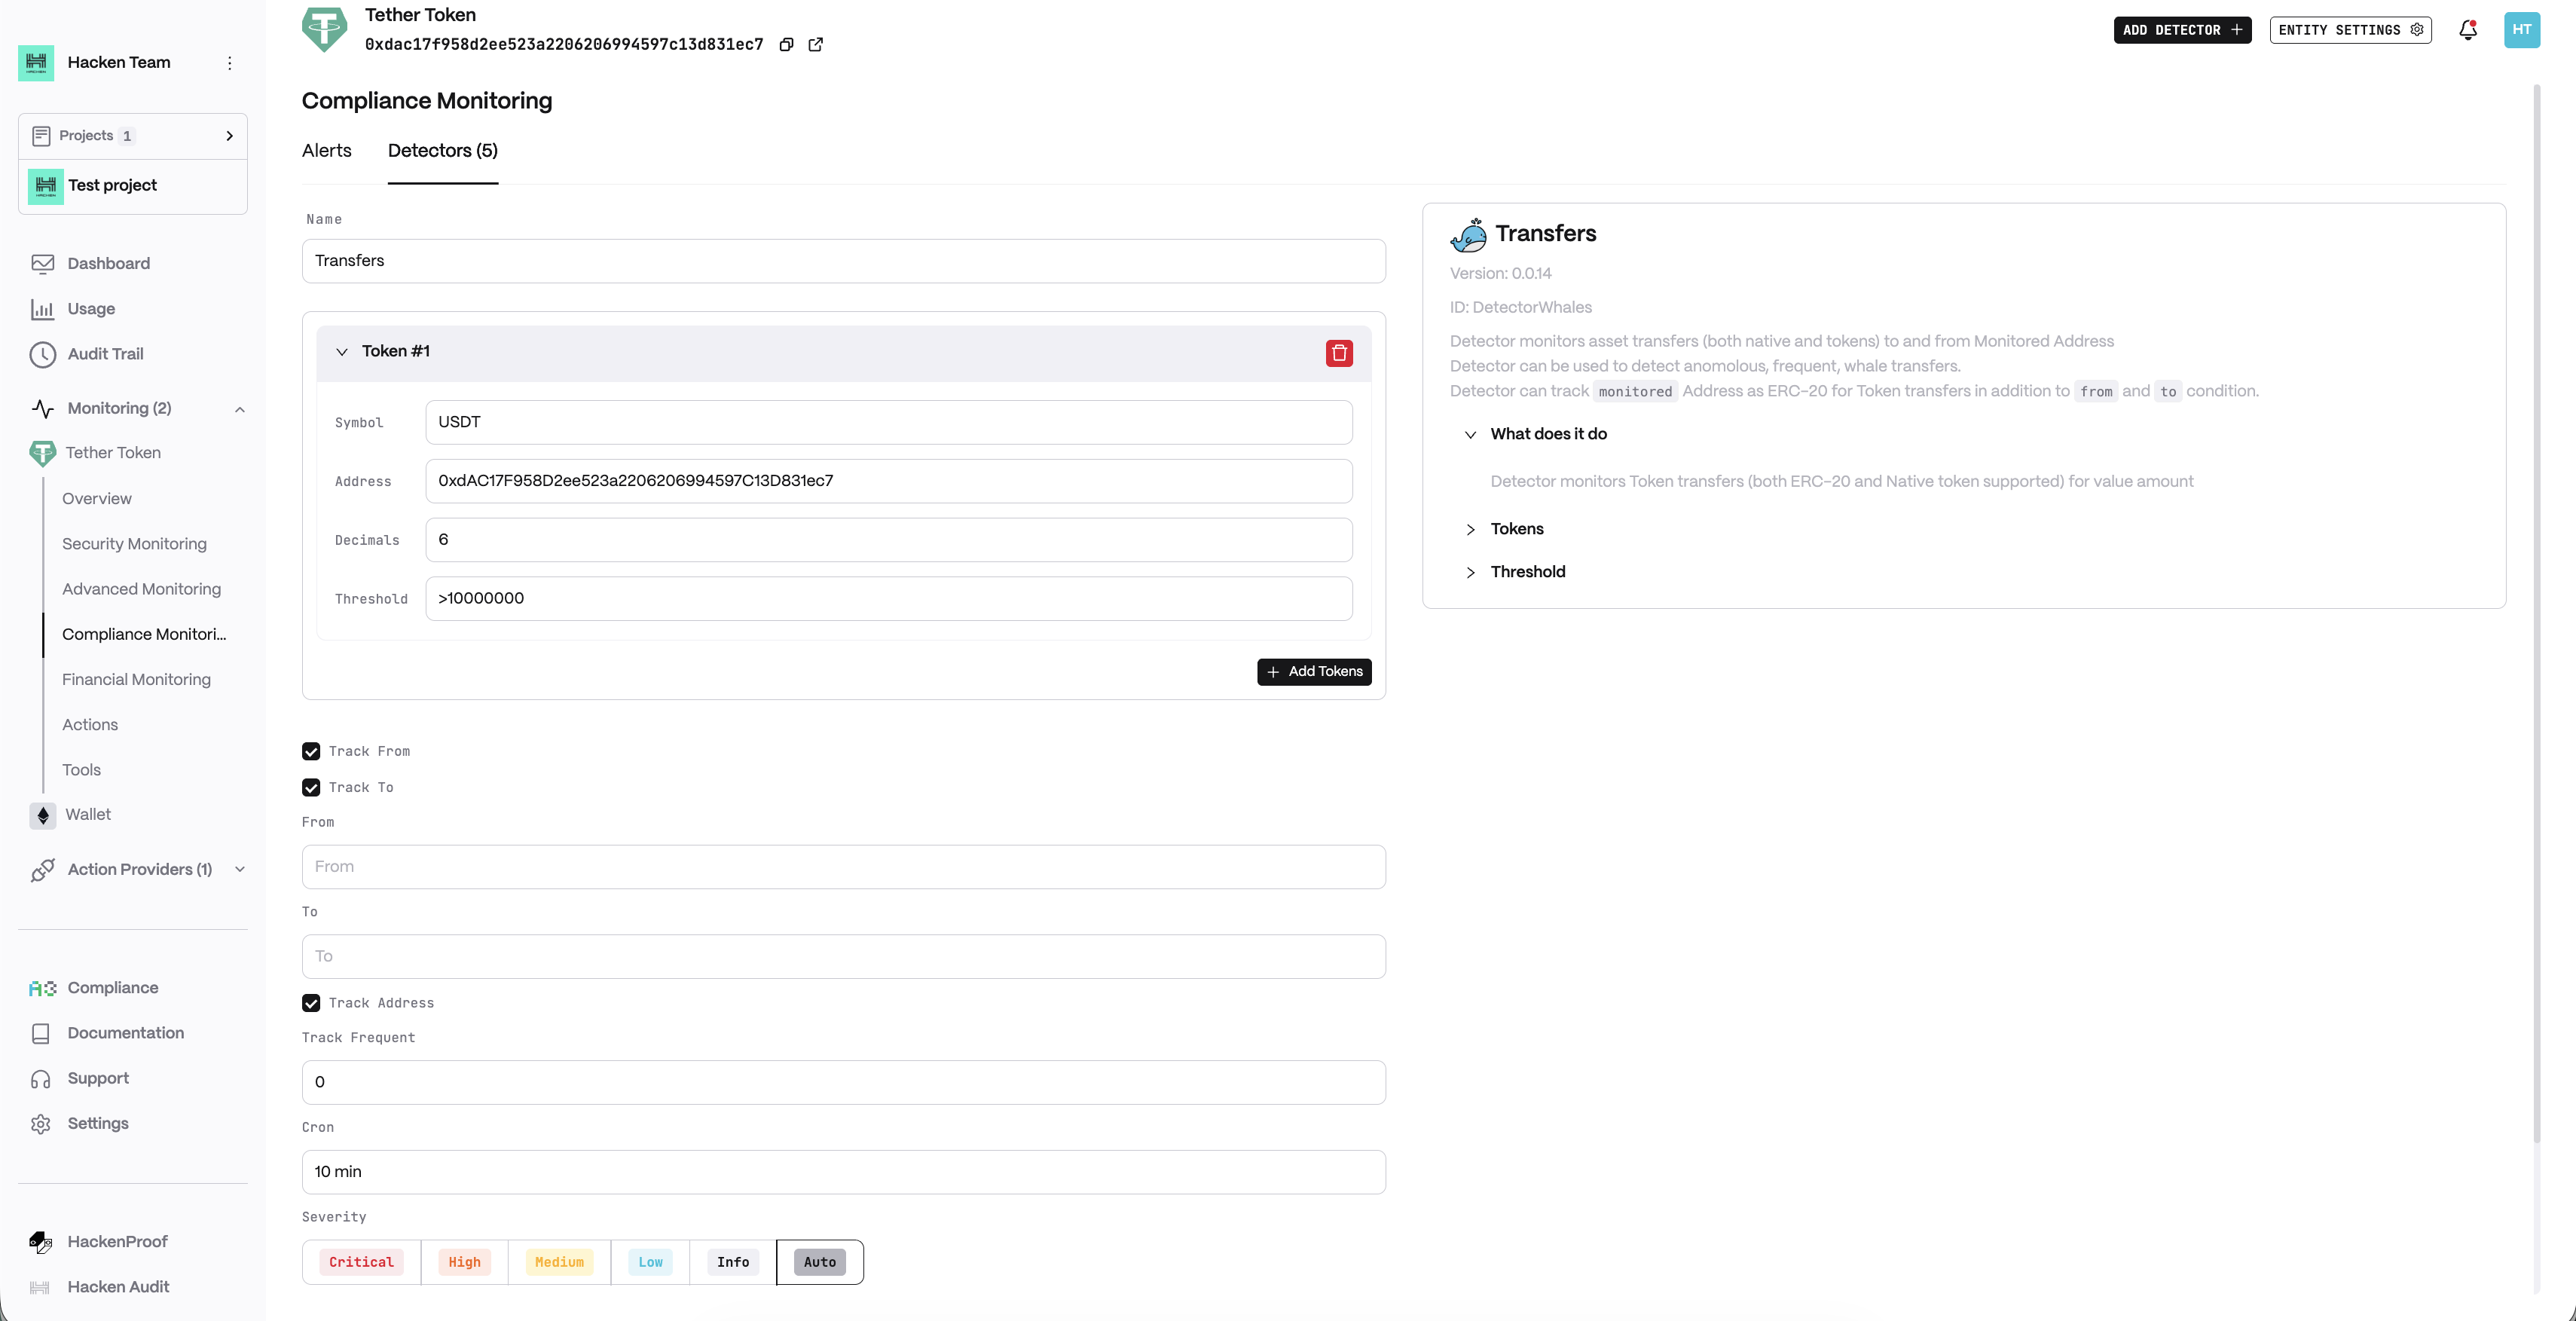 Hacken Team
Projects 1
Test project
Dashboard
Usage
Audit Trail
Monitoring (2)
Tether Token
Overview
Security Monitoring
Advanced Monitoring
Compliance Monitori...
Financial Monitoring
Actions
Tools
Wallet
Action Providers (1)
Compliance
Documentation
Support
Settings
HackenProof
Hacken Audit
Tether Token
0xdac17f958d2ee523a2206206994597c13d831ec7
ADD DETECTOR
ENTITY SETTINGS
HT
Compliance Monitoring
Alerts
Detectors (5)
Name
Transfers
Token #1
Symbol
USDT
Address
0xdAC17F958D2ee523a2206206994597C13D831ec7
Decimals
6
Threshold
>10000000
+ Add Tokens
Track From
Track To
From
From
To
To
Track Address
Track Frequent
0
Cron
10 min
Severity
Critical
High
Medium
Low
Info
Auto
Transfers
Version: 0.0.14
ID: DetectorWhales
Detector monitors asset transfers (both native and tokens) to and from Monitored Address
Detector can be used to detect anomolous, frequent, whale transfers.
Detector can track monitored Address as ERC-20 for Token transfers in addition to from and to condition.
What does it do
Detector monitors Token transfers (both ERC-20 and Native token supported) for value amount
Tokens
Threshold